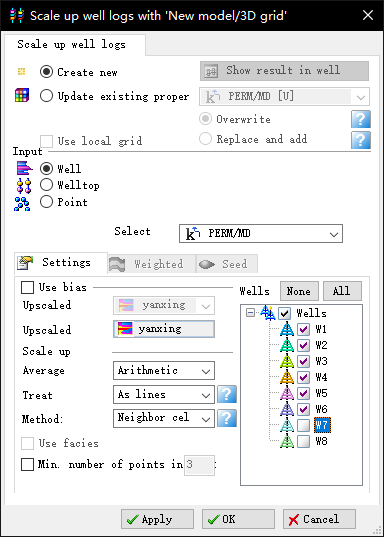 Scale up well logs with 'New model/3D grid'
Scale up well logs
Create new
Show result in well
Update existing proper
PERM/MD [U]
Overwrite
?
Use local grid
Replace and add
?
Input
Well
Welltop
Point
Select
PERM/MD
Settings
Weighted
Seed
Use bias
Wells
None
All
Upscaled
yanxing
Upscaled
yanxing
Scale up
Average
Arithmetic
Treat
As lines
?
Method:
Neighbor cel
?
Use facies
Min. number of points in
3
Wells
W1
W2
W3
W4
W5
W6
W7
W8
Apply
OK
Cancel